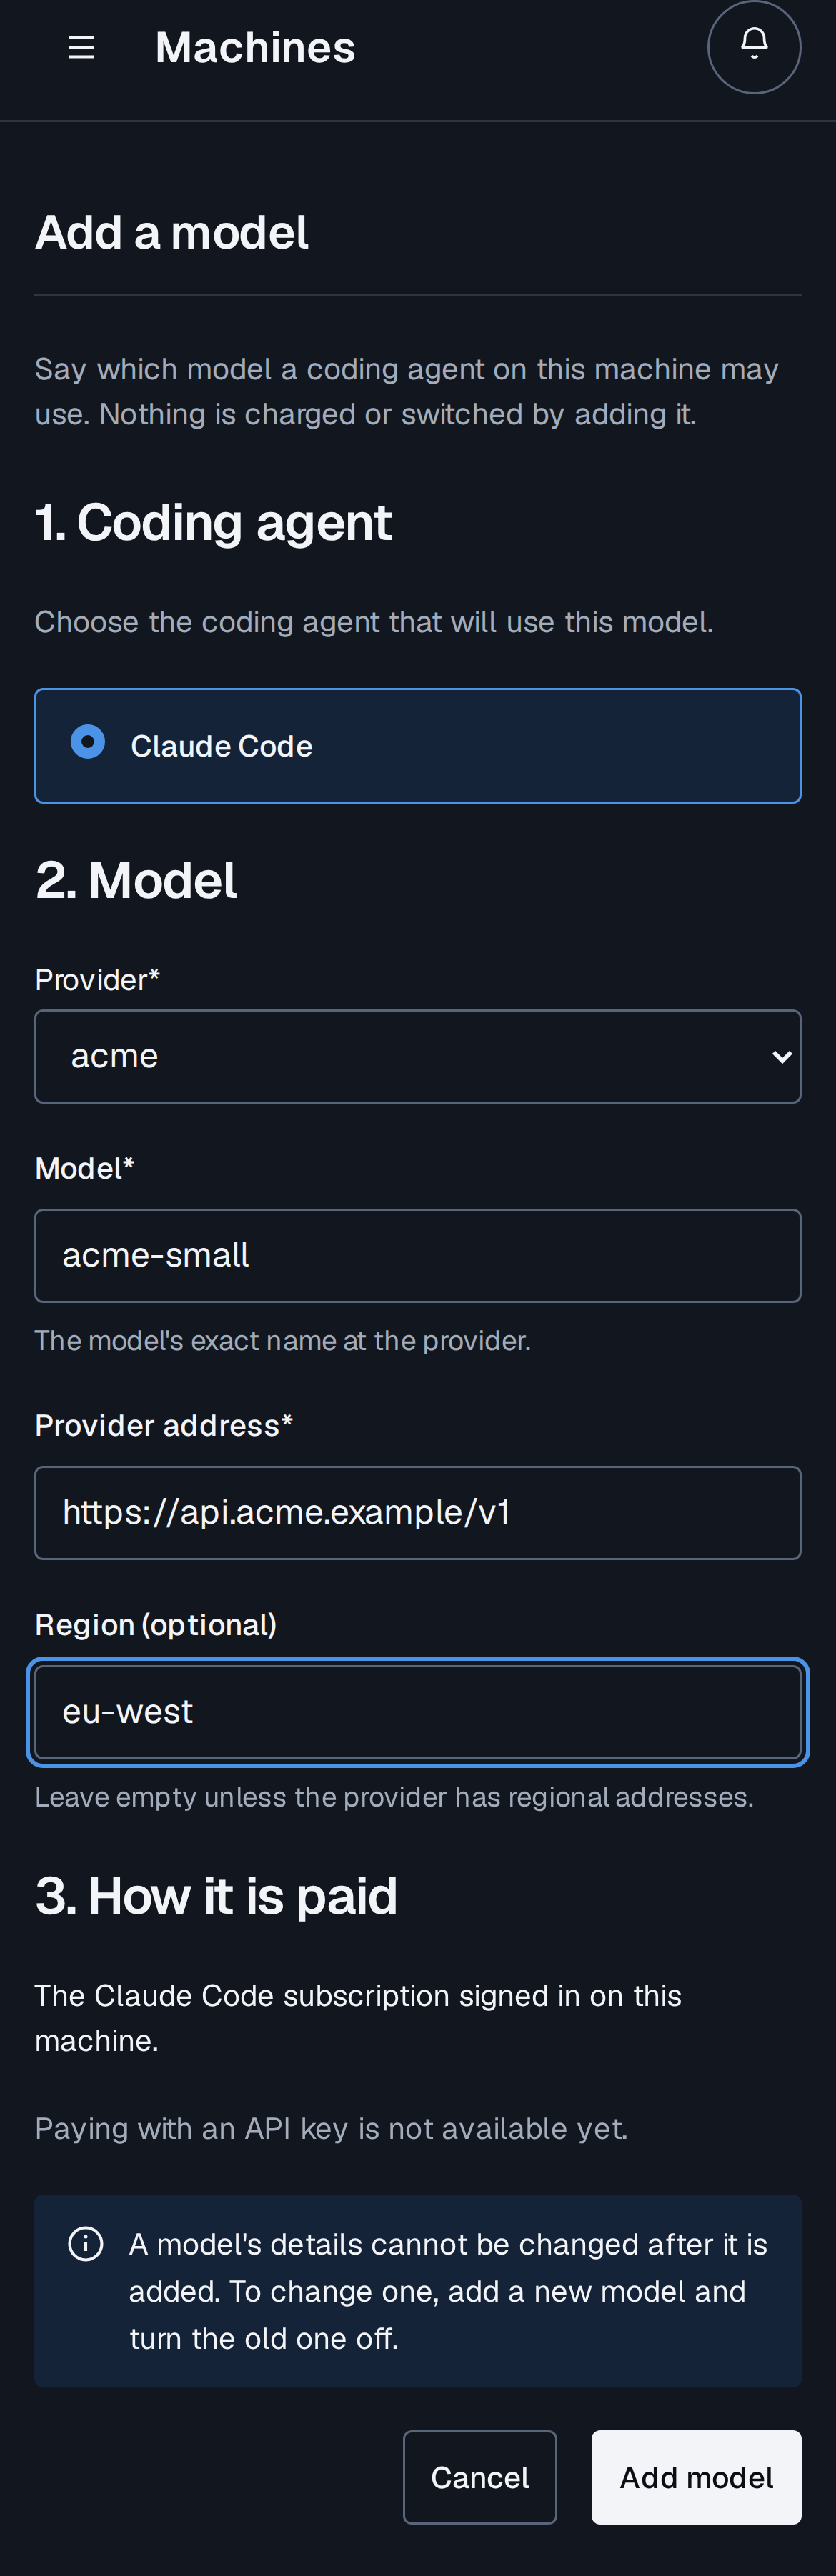 Machines
Add a model
Say which model a coding agent on this machine may
use. Nothing is charged or switched by adding it.
1. Coding agent
Choose the coding agent that will use this model.
Claude Code
2. Model
Provider*
acme
Model*
acme-small
The model's exact name at the provider.
Provider address*
https://api.acme.example/v1
Region (optional)
eu-west
Leave empty unless the provider has regional addresses.
3. How it is paid
The Claude Code subscription signed in on this
machine.
Paying with an API key is not available yet.
A model's details cannot be changed after it is
added. To change one, add a new model and
turn the old one off.
Cancel
Add model